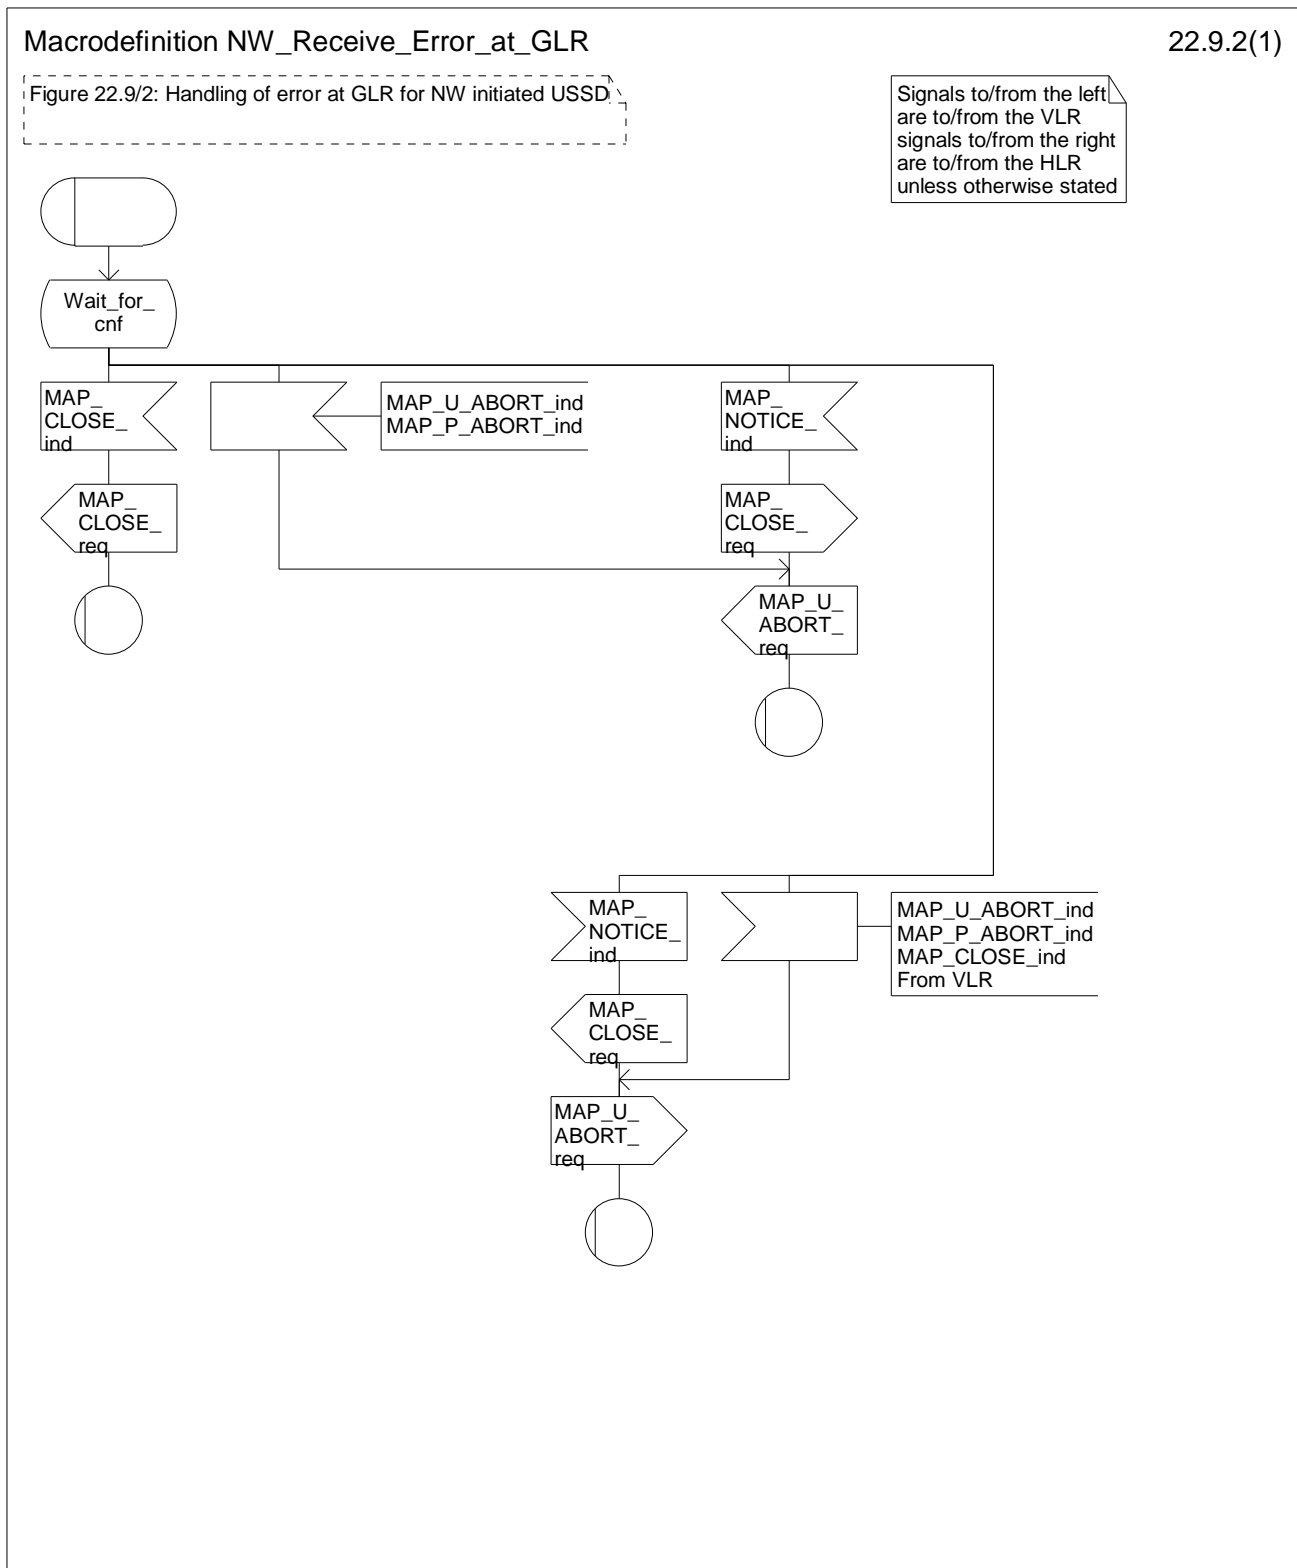 Macrodefinition NW_Receive_Error_at_GLR
22.9.2(1)
Figure 22.9/2: Handling of error at GLR for NW initiated USSD
Signals to/from the left
are to/from the VLR
signals to/from the right
are to/from the HLR
unless otherwise stated
Wait_for_
cnf
MAP_
CLOSE_
ind
MAP_U_ABORT_ind
MAP_P_ABORT_ind
MAP_
NOTICE_
ind
MAP_
CLOSE_
req
MAP_
CLOSE_
req
MAP_U_
ABORT_
req
MAP_
NOTICE_
ind
MAP_U_ABORT_ind
MAP_P_ABORT_ind
MAP_CLOSE_ind
From VLR
MAP_
CLOSE_
req
MAP_U_
ABORT_
req